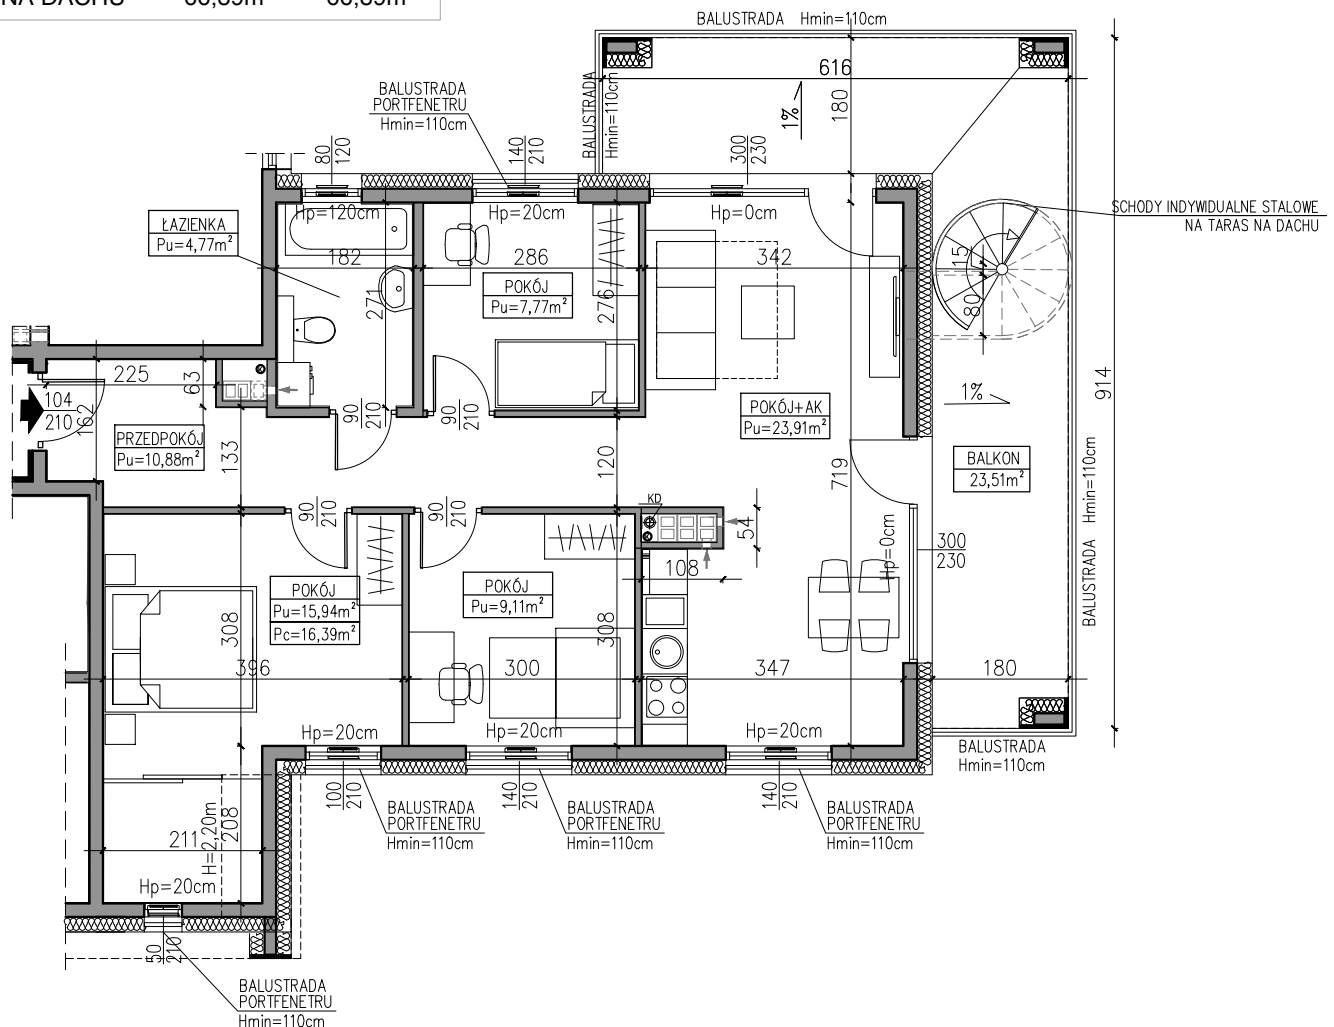 BALUSTRADA Hmin=110cm
616
180
1%
BALUSTRADA
Hmin=110cm
BALUSTRADA
PORTFENETRU
Hmin=110cm
80
120
140
210
300
230
Hp=120cm
Hp=20cm
Hp=0cm
ŁAZIENKA
Pu=4,77m²
SCHODY INDYWIDUALNE STALOWE
NA TARAS NA DACHU
182
286
342
15
80
POKÓJ
Pu=7,77m²
271
276
914
225
63
104
210
162
90
210
90
210
1%
POKÓJ+AK
Pu=23,91m²
PRZEDPOKÓJ
Pu=10,88m²
133
120
719
BALKON
23,51m²
BALUSTRADA Hmin=110cm
90
210
90
210
KD
54
108
Hp=0cm
300
230
POKÓJ
Pu=15,94m²
Pc=16,39m²
POKÓJ
Pu=9,11m²
308
308
396
300
347
180
Hp=20cm
Hp=20cm
Hp=20cm
BALUSTRADA
Hmin=110cm
100
210
140
210
140
210
BALUSTRADA
PORTFENETRU
Hmin=110cm
BALUSTRADA
PORTFENETRU
Hmin=110cm
BALUSTRADA
PORTFENETRU
Hmin=110cm
211
H=2,20m
208
Hp=20cm
50
210
BALUSTRADA
PORTFENETRU
Hmin=110cm